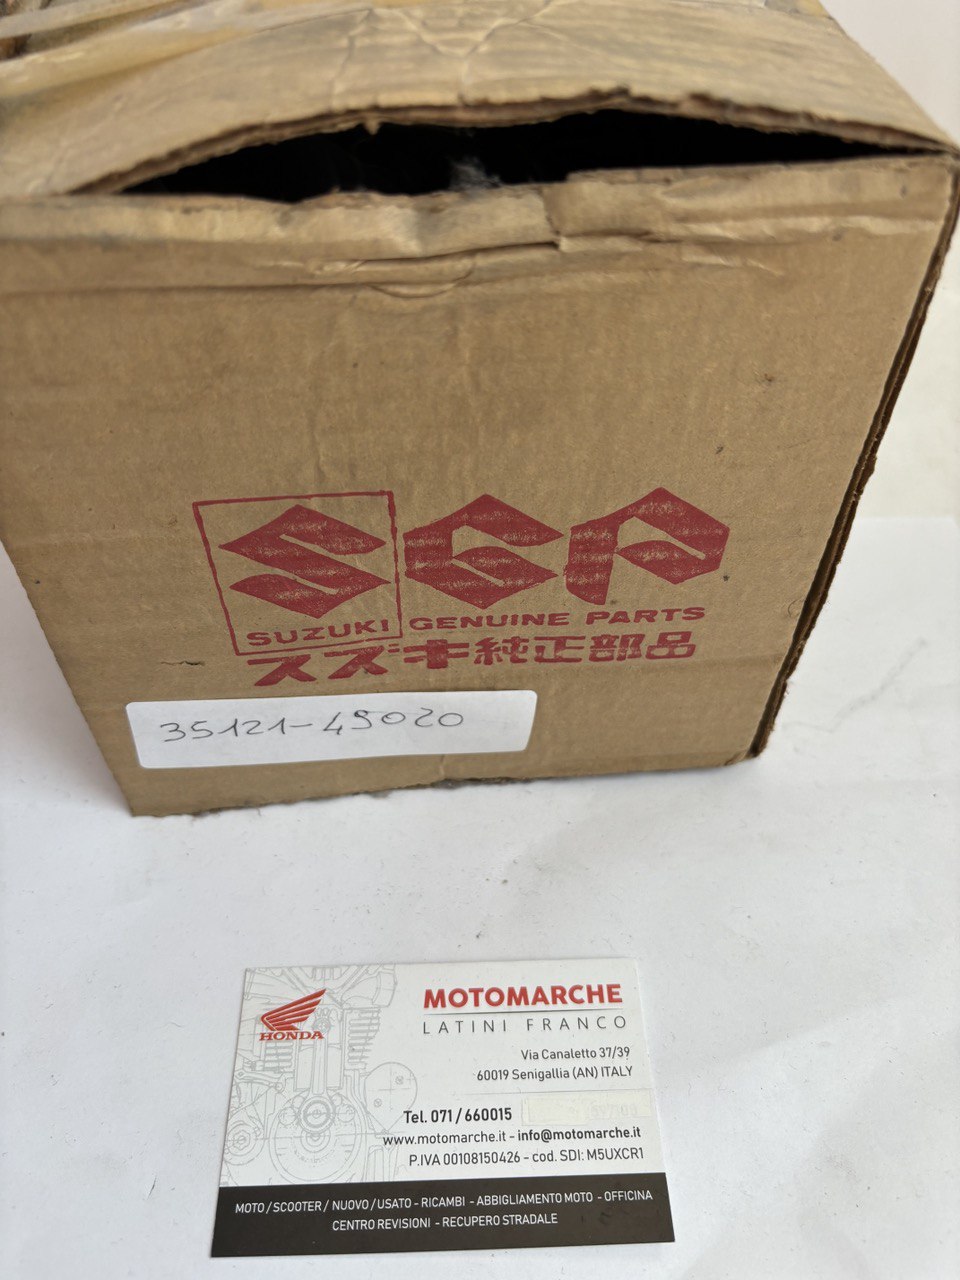 SUZUKI GENUINE PARTS
スズキ純正部品
35121-45020
HONDA
MOTOMARCHE
LATINI FRANCO
Via Canaletto 37/39
60019 Senigallia (AN) ITALY
Tel. 071/660015
www.motomarche.it - info@motomarche.it
P.IVA 00108150426 - cod. SDI: M5UXCR1
MOTO/SCOOTER/ NUOVO/USATO - RICAMBI - ABBIGLIAMENTO MOTO - OFFICINA
CENTRO REVISIONI - RECUPERO STRADALE